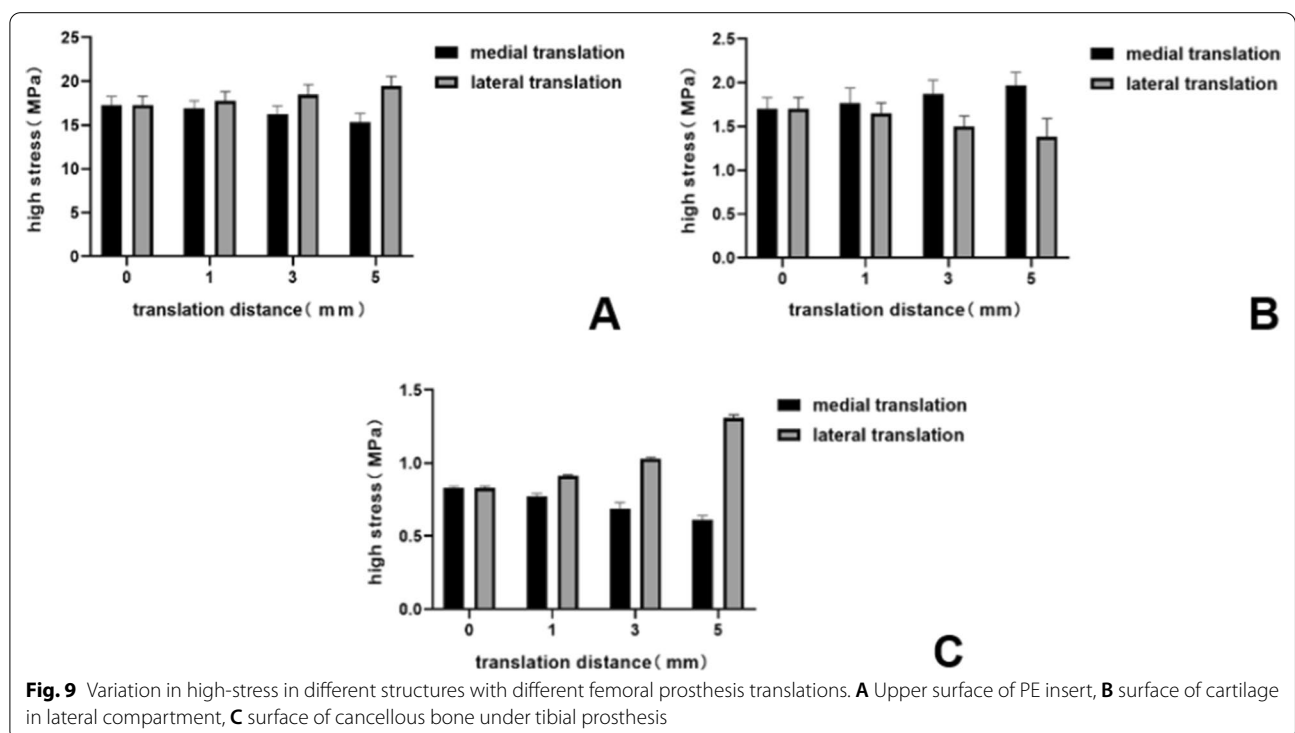 25
20
15
10
5
0
high stress ( MPa)
0 1 3 5
translation distance( mm )
medial translation
lateral translation
A
2.5
2.0
1.5
1.0
0.5
0.0
high stress ( MPa)
0 1 3 5
translation distance( mm)
medial translation
lateral translation
B
1.5
1.0
0.5
0.0
high stress ( MPa)
0 1 3 5
translation distance( mm)
medial translation
lateral translation
C
Fig. 9 Variation in high-stress in different structures with different femoral prosthesis translations. A Upper surface of PE insert, B surface of cartilage
in lateral compartment, C surface of cancellous bone under tibial prosthesis